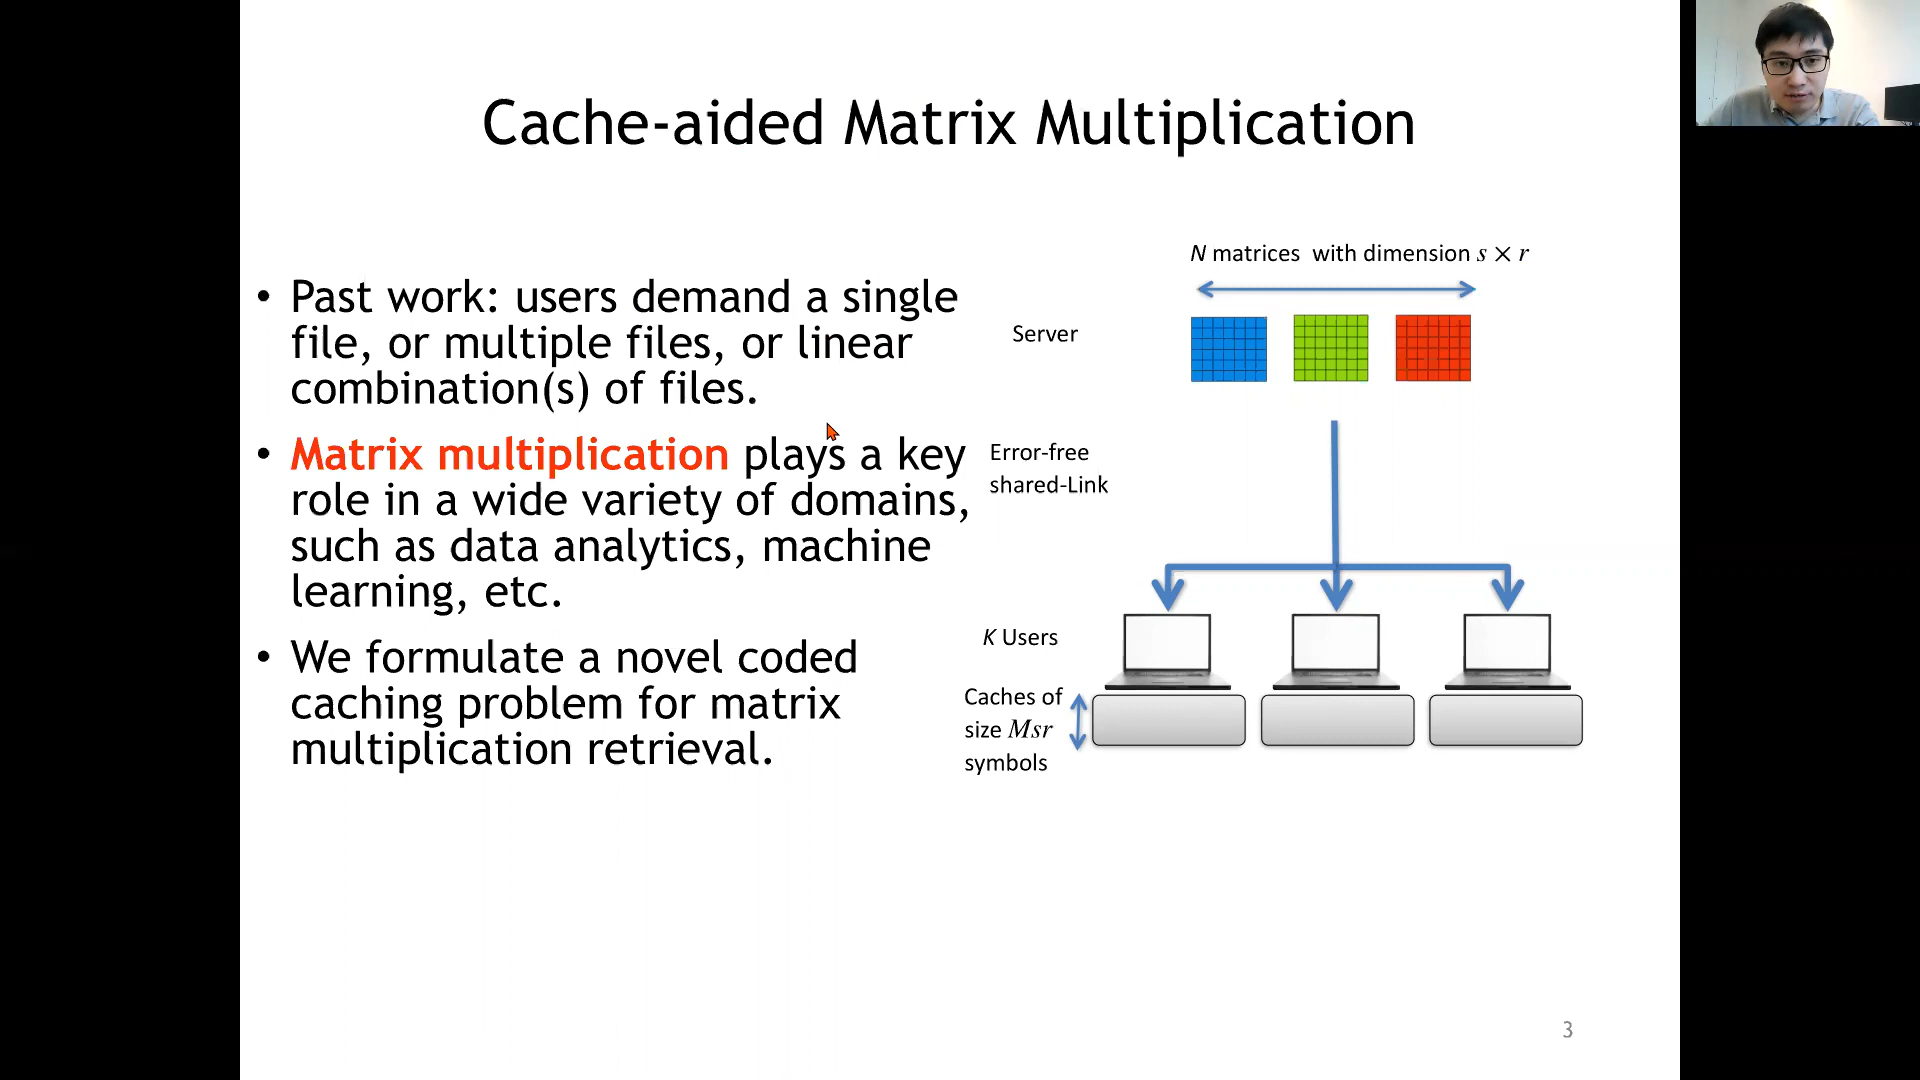 Cache-aided Matrix Multiplication
• Past work: users demand a single
file, or multiple files, or linear
combination(s) of files.
• Matrix multiplication plays a key
role in a wide variety of domains,
such as data analytics, machine
learning, etc.
• We formulate a novel coded
caching problem for matrix
multiplication retrieval.
N matrices with dimension s × r
Server
Error-free
shared-Link
K Users
Caches of
size Msr
symbols
3